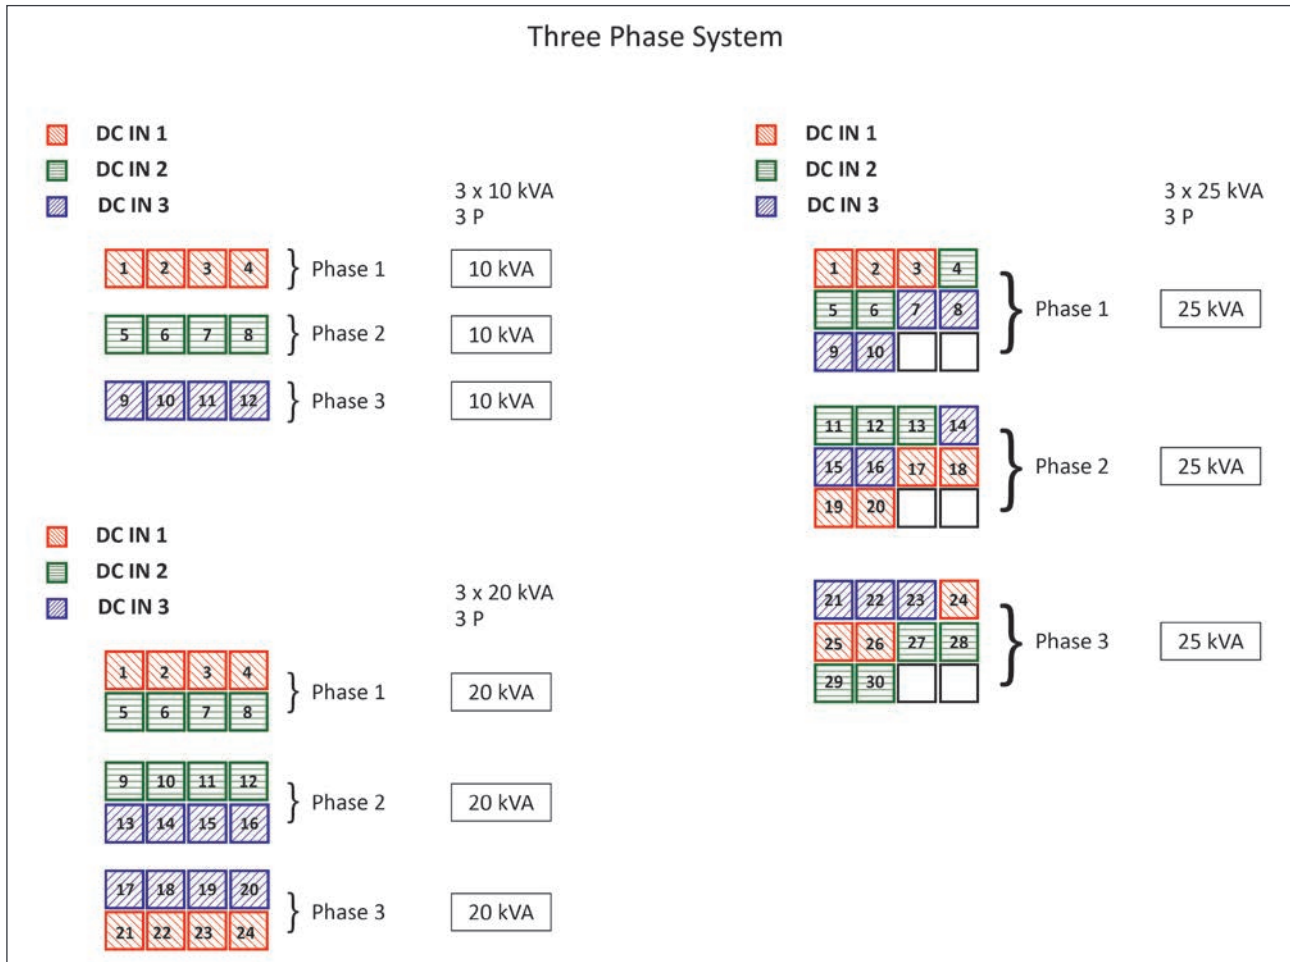 Three Phase System
DC IN 1
DC IN 2
DC IN 3
3 x 10 kVA
3 P
1 2 3 4 Phase 1 10 kVA
5 6 7 8 Phase 2 10 kVA
9 10 11 12 Phase 3 10 kVA
DC IN 1
DC IN 2
DC IN 3
3 x 20 kVA
3 P
1 2 3 4
5 6 7 8
Phase 1 20 kVA
9 10 11 12
13 14 15 16
Phase 2 20 kVA
17 18 19 20
21 22 23 24
Phase 3 20 kVA
DC IN 1
DC IN 2
DC IN 3
3 x 25 kVA
3 P
1 2 3 4
5 6 7 8
9 10
Phase 1 25 kVA
11 12 13 14
15 16 17 18
19 20
Phase 2 25 kVA
21 22 23 24
25 26 27 28
29 30
Phase 3 25 kVA